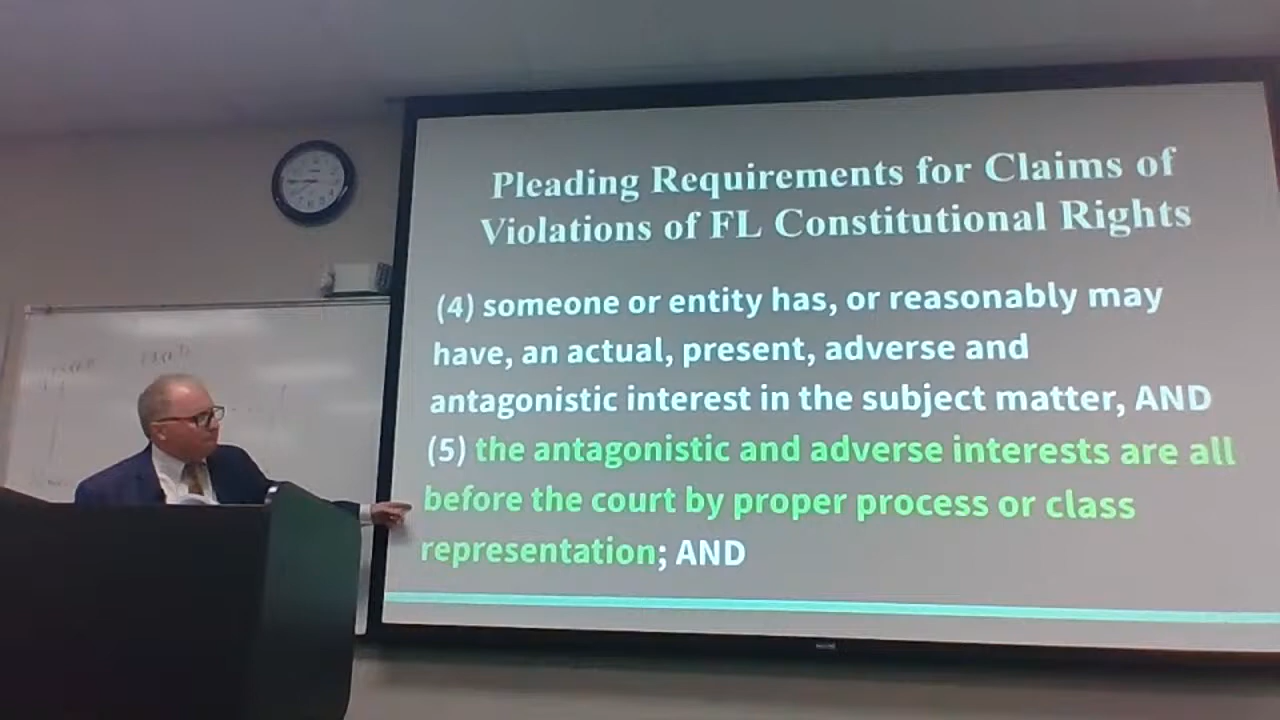 Pleading Requirements for Claims of
Violations of FL Constitutional Rights
(4) someone or entity has, or reasonably may
have, an actual, present, adverse and
antagonistic interest in the subject matter, AND
(5) the antagonistic and adverse interests are all
before the court by proper process or class
representation; AND